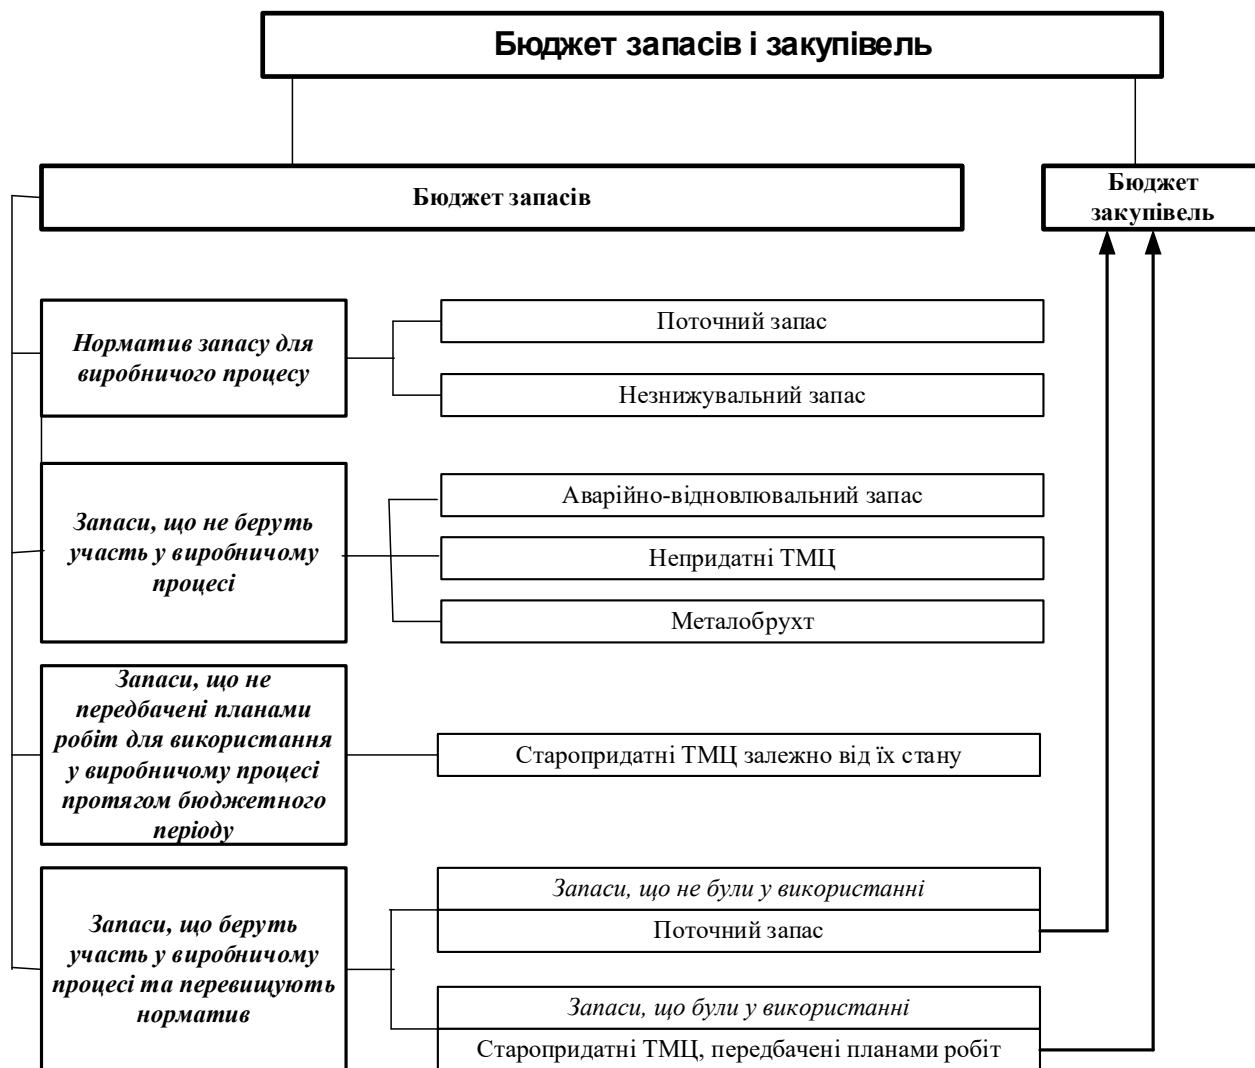 Бюджет запасів і закупівель
Бюджет запасів
Бюджет
закупівель
Норматив запасу для
виробничого процесу
Поточний запас
Незнижувальний запас
Запаси, що не беруть
участь у виробничому
процесі
Аварійно-відновлювальний запас
Непридатні ТМЦ
Металобрухт
Запаси, що не
передбачені планами
робіт для використання
у виробничому процесі
протягом бюджетного
періоду
Старопридатні ТМЦ залежно від їх стану
Запаси, що беруть
участь у виробничому
процесі та перевищують
норматив
Запаси, що не були у використанні
Поточний запас
Запаси, що були у використанні
Старопридатні ТМЦ, передбачені планами робіт